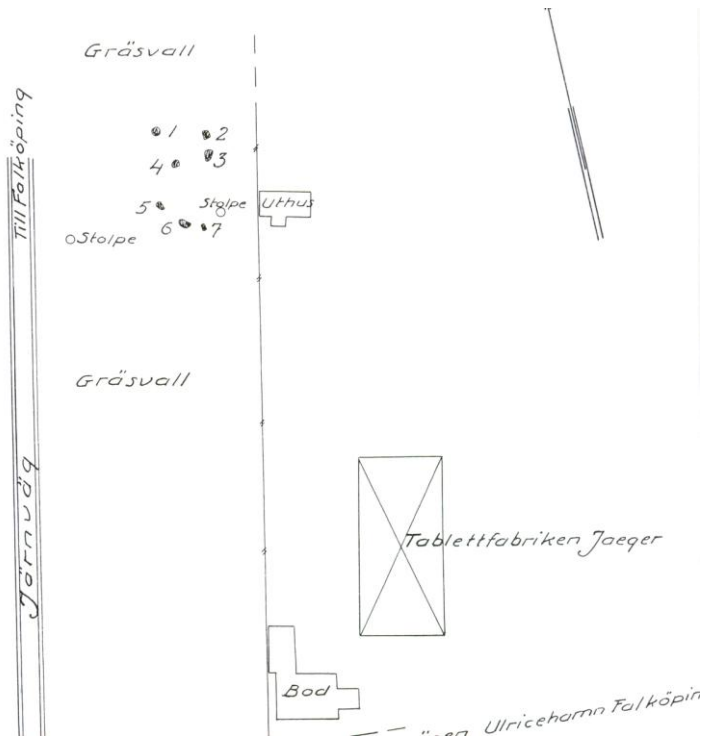 Gräsvall
Till Falköping
1
2
3
4
5
Stolpe
Uthus
6
7
Stolpe
Gräsvall
Järnväg
Tablettfabriken Jaeger
Bod
Ulricehamn